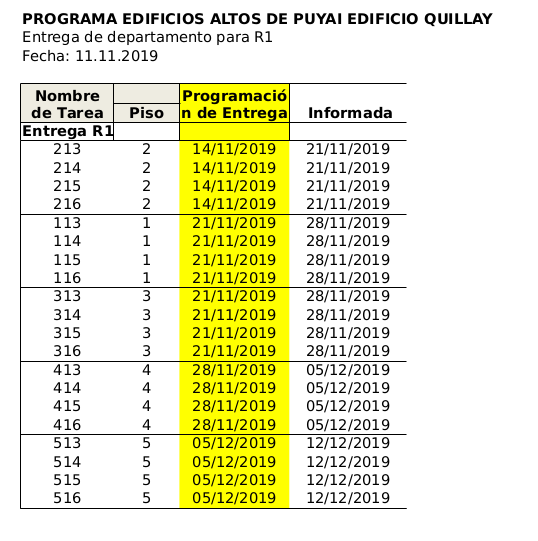 PROGRAMA EDIFICIOS ALTOS DE PUYAI EDIFICIO QUILLAY
Entrega de departamento para R1
Fecha: 11.11.2019
Nombre de Tarea Piso Programación de Entrega Informada
Entrega R1
213 2 14/11/2019 21/11/2019
214 2 14/11/2019 21/11/2019
215 2 14/11/2019 21/11/2019
216 2 14/11/2019 21/11/2019
113 1 21/11/2019 28/11/2019
114 1 21/11/2019 28/11/2019
115 1 21/11/2019 28/11/2019
116 1 21/11/2019 28/11/2019
313 3 21/11/2019 28/11/2019
314 3 21/11/2019 28/11/2019
315 3 21/11/2019 28/11/2019
316 3 21/11/2019 28/11/2019
413 4 28/11/2019 05/12/2019
414 4 28/11/2019 05/12/2019
415 4 28/11/2019 05/12/2019
416 4 28/11/2019 05/12/2019
513 5 05/12/2019 12/12/2019
514 5 05/12/2019 12/12/2019
515 5 05/12/2019 12/12/2019
516 5 05/12/2019 12/12/2019